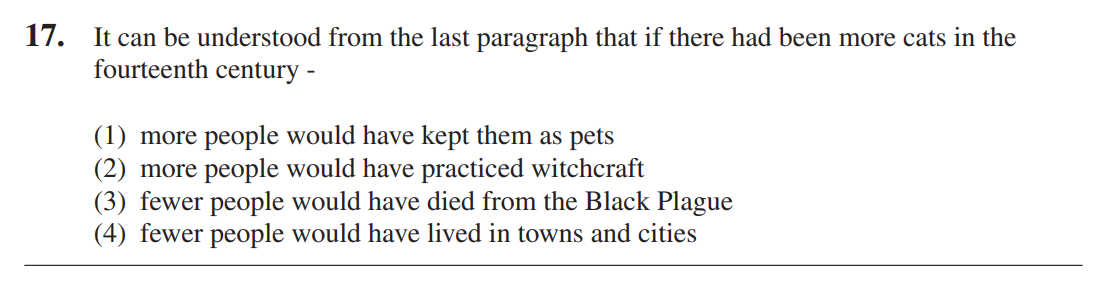 17. It can be understood from the last paragraph that if there had been more cats in the
fourteenth century -
(1) more people would have kept them as pets
(2) more people would have practiced witchcraft
(3) fewer people would have died from the Black Plague
(4) fewer people would have lived in towns and cities